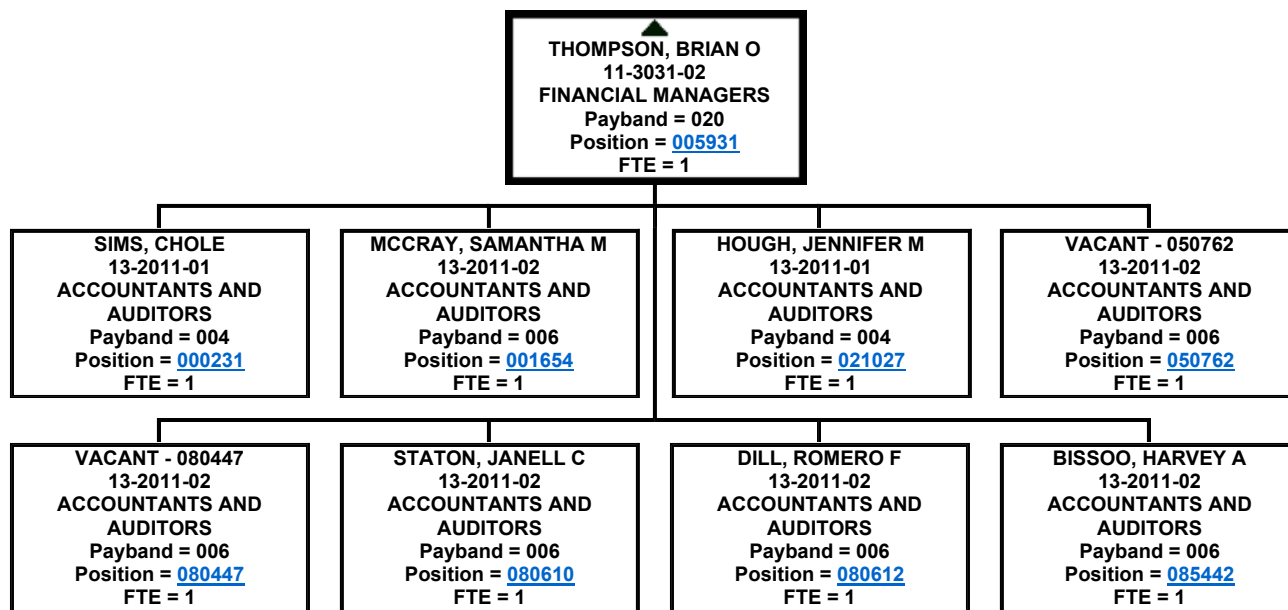 THOMPSON, BRIAN O
11-3031-02
FINANCIAL MANAGERS
Payband = 020
Position = 005931
FTE = 1
SIMS, CHOLE
13-2011-01
ACCOUNTANTS AND
AUDITORS
Payband = 004
Position = 000231
FTE = 1
MCCRAY, SAMANTHA M
13-2011-02
ACCOUNTANTS AND
AUDITORS
Payband = 006
Position = 001654
FTE = 1
HOUGH, JENNIFER M
13-2011-01
ACCOUNTANTS AND
AUDITORS
Payband = 004
Position = 021027
FTE = 1
VACANT - 050762
13-2011-02
ACCOUNTANTS AND
AUDITORS
Payband = 006
Position = 050762
FTE = 1
VACANT - 080447
13-2011-02
ACCOUNTANTS AND
AUDITORS
Payband = 006
Position = 080447
FTE = 1
STATON, JANELL C
13-2011-02
ACCOUNTANTS AND
AUDITORS
Payband = 006
Position = 080610
FTE = 1
DILL, ROMERO F
13-2011-02
ACCOUNTANTS AND
AUDITORS
Payband = 006
Position = 080612
FTE = 1
BISSOO, HARVEY A
13-2011-02
ACCOUNTANTS AND
AUDITORS
Payband = 006
Position = 085442
FTE = 1